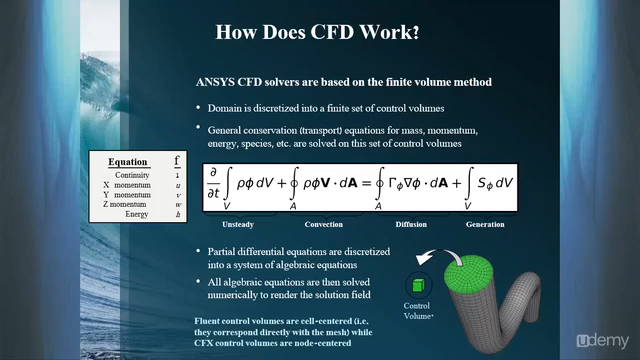 How Does CFD Work?
ANSYS CFD solvers are based on the finite volume method
• Domain is discretized into a finite set of control volumes
• General conservation (transport) equations for mass, momentum,
energy, species, etc. are solved on this set of control volumes
Equation f
Continuity 1
X momentum u
Y momentum v
Z momentum w
Energy h
∂/∂t ∫_V ρϕ dV + ∮_A ρϕV · dA = ∮_A Γ_ϕ∇ϕ · dA + ∫_V S_ϕ dV
Unsteady Convection Diffusion Generation
• Partial differential equations are discretized
into a system of algebraic equations
• All algebraic equations are then solved
numerically to render the solution field
Control
Volume*
Fluent control volumes are cell-centered (i.e.
they correspond directly with the mesh) while
CFX control volumes are node-centered
udemy